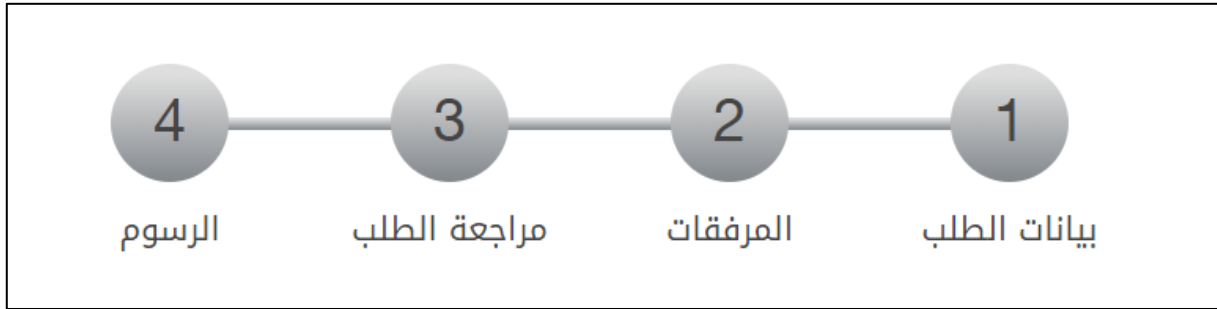 1 2 3 4
بيانات الطلب المرفقات مراجعة الطلب الرسوم